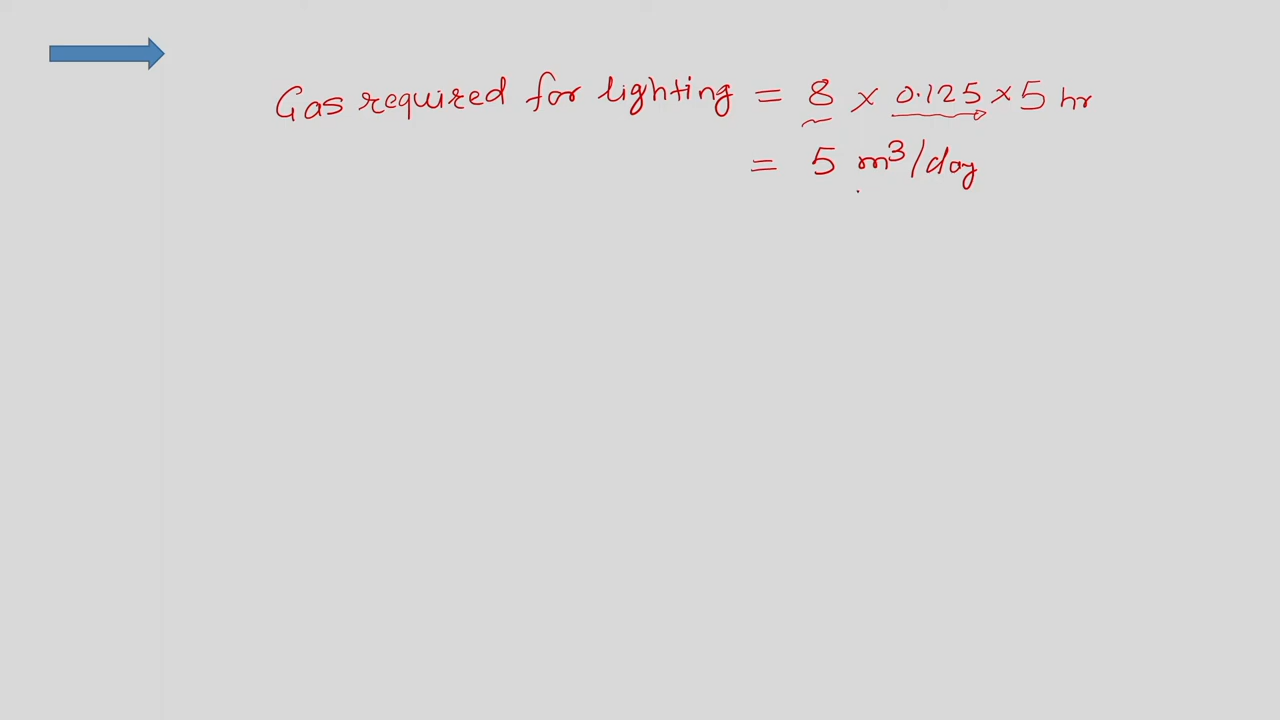 Gas required for lighting = 8 × 0.125 × 5 hr
= 5 m³/day